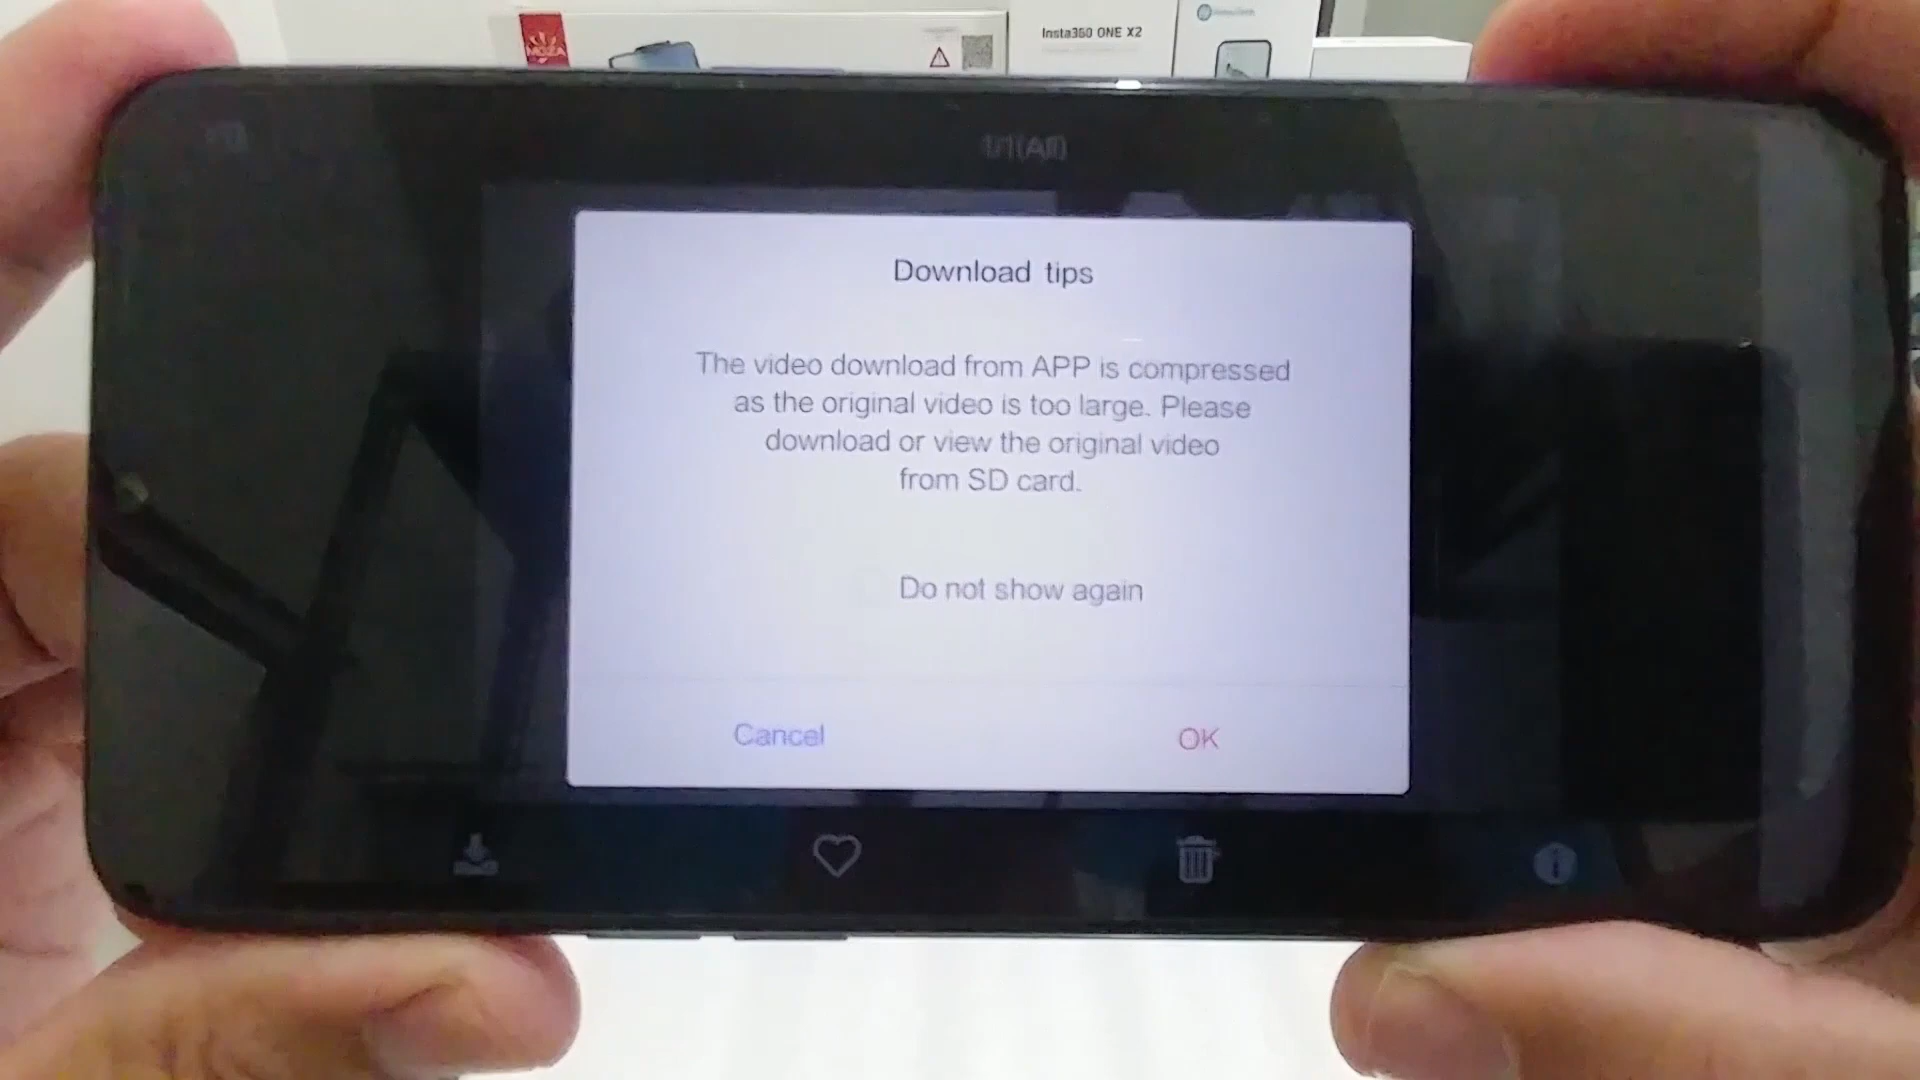 MOZA
Insta360 ONE X2
1/1(All)
Download tips
The video download from APP is compressed
as the original video is too large. Please
download or view the original video
from SD card.
Do not show again
Cancel
OK